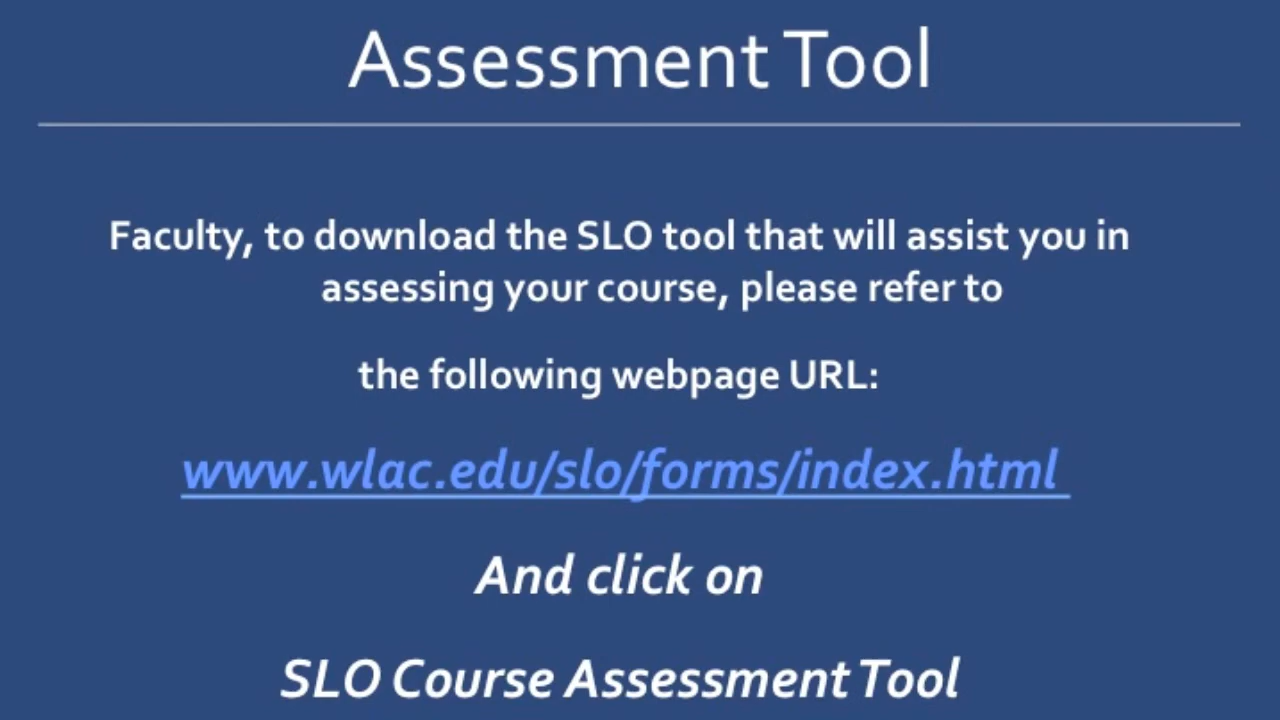 Assessment Tool
Faculty, to download the SLO tool that will assist you in
assessing your course, please refer to
the following webpage URL:
www.wlac.edu/slo/forms/index.html
And click on
SLO Course Assessment Tool